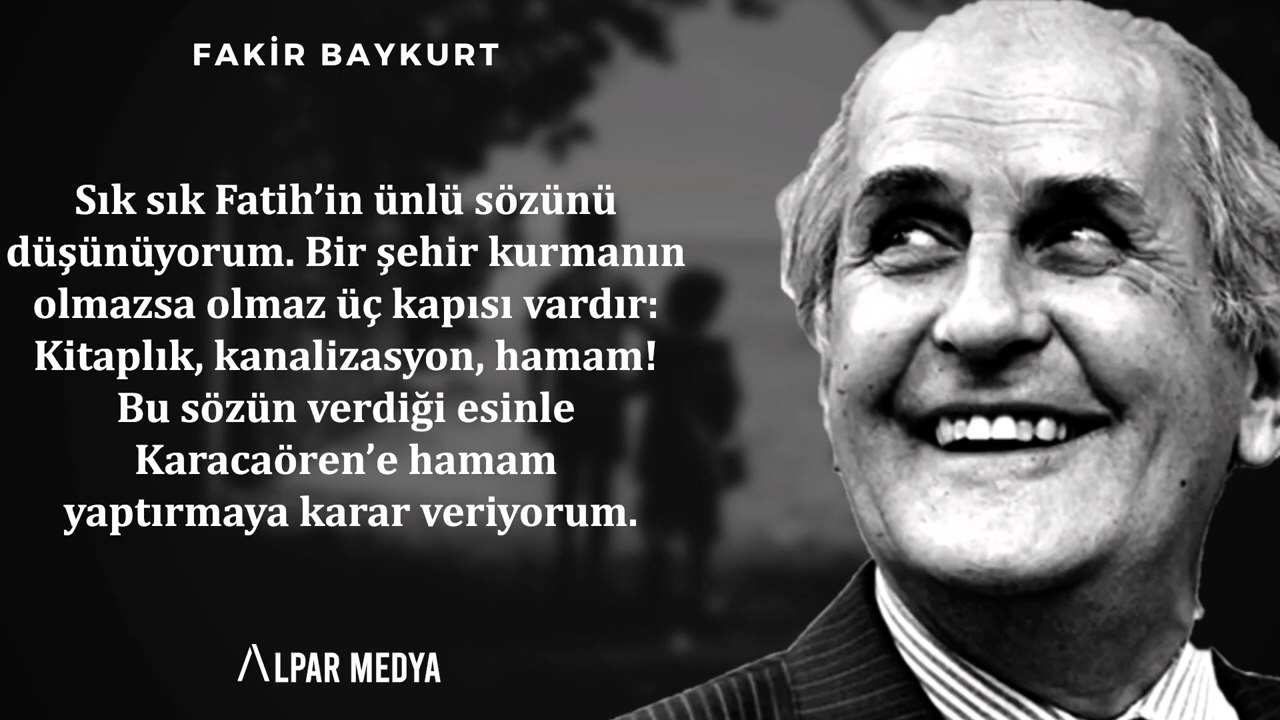 FAKİR BAYKURT
Sık sık Fatih’in ünlü sözünü
düşünüyorum. Bir şehir kurmanın
olmazsa olmaz üç kapısı vardır:
Kitaplık, kanalizasyon, hamam!
Bu sözün verdiği esinle
Karacaören’e hamam
yaptırmaya karar veriyorum.
ALPAR MEDYA